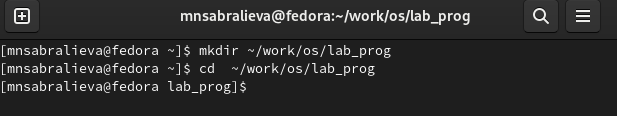 mnsabralieva@fedora:~/work/os/lab_prog
[mnsabralieva@fedora ~]$ mkdir ~/work/os/lab_prog
[mnsabralieva@fedora ~]$ cd  ~/work/os/lab_prog
[mnsabralieva@fedora lab_prog]$